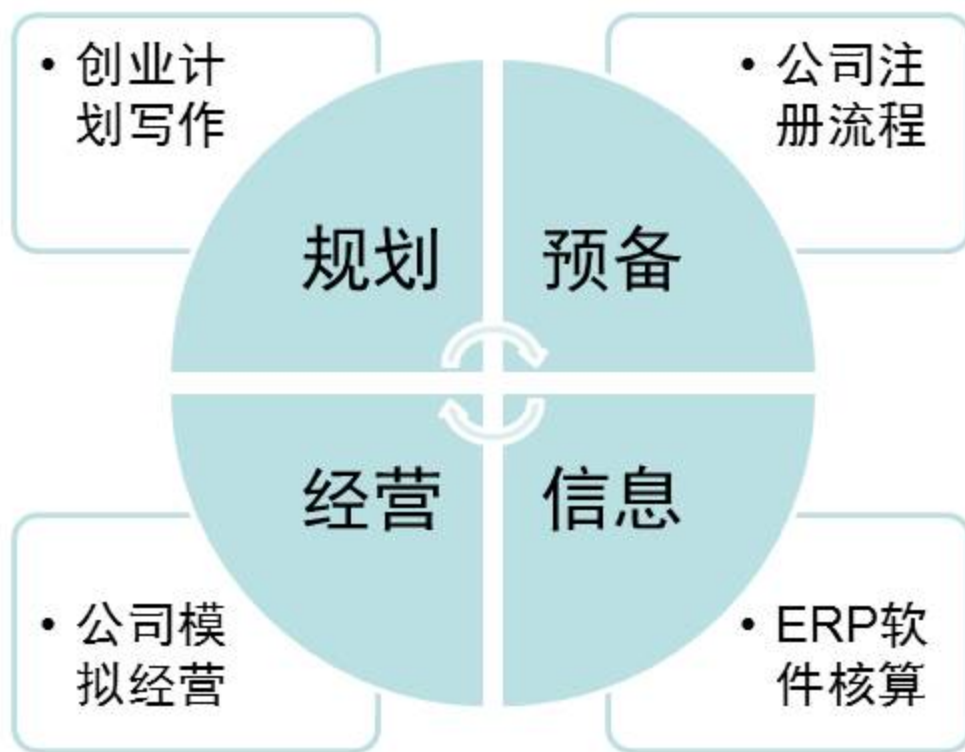 • 创业计
划写作
• 公司注
册流程
规划
预备
经营
信息
• 公司模
拟经营
• ERP软
件核算